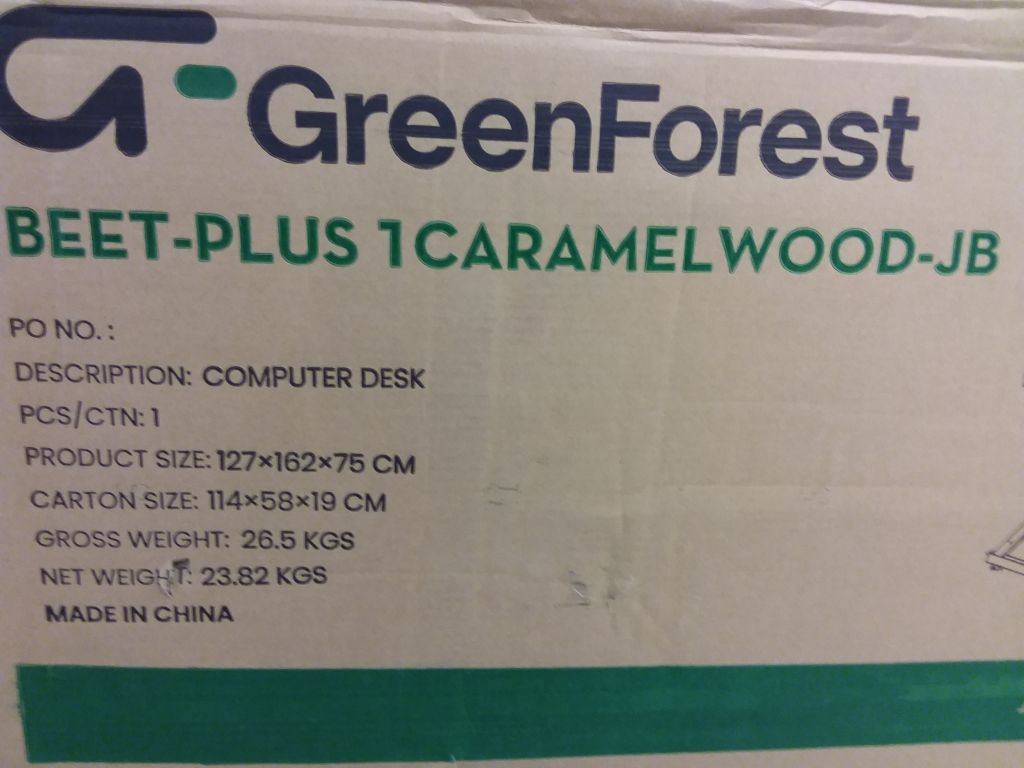 GreenForest
BEET-PLUS 1CARAMELWOOD-JB
PO NO. :
DESCRIPTION: COMPUTER DESK
PCS/CTN: 1
PRODUCT SIZE: 127×162×75 CM
CARTON SIZE: 114×58×19 CM
GROSS WEIGHT: 26.5 KGS
NET WEIGHT: 23.82 KGS
MADE IN CHINA